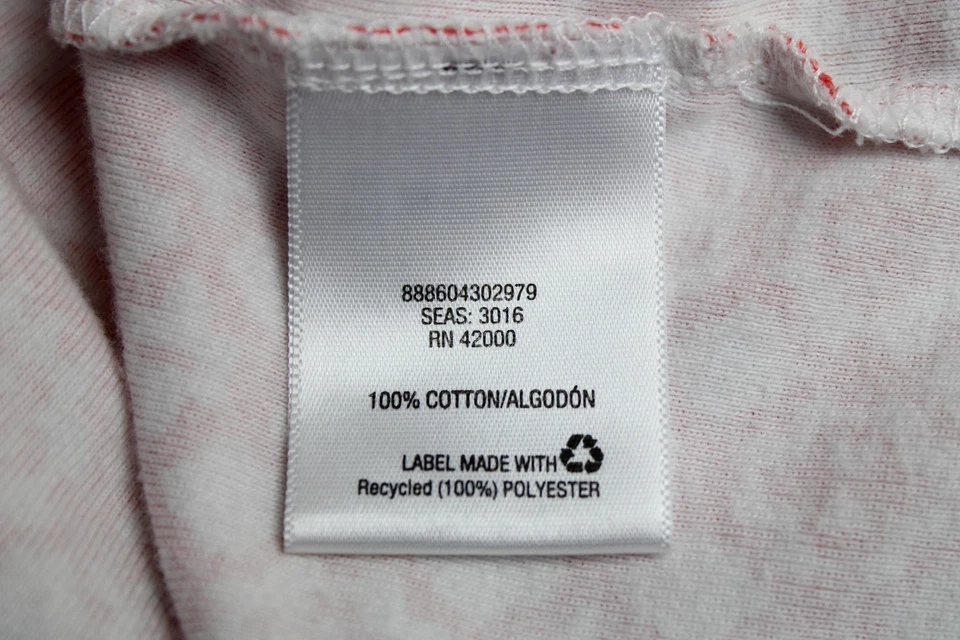 888604302979
SEAS: 3016
RN 42000
100% COTTON/ALGODÓN
LABEL MADE WITH
Recycled (100%) POLYESTER